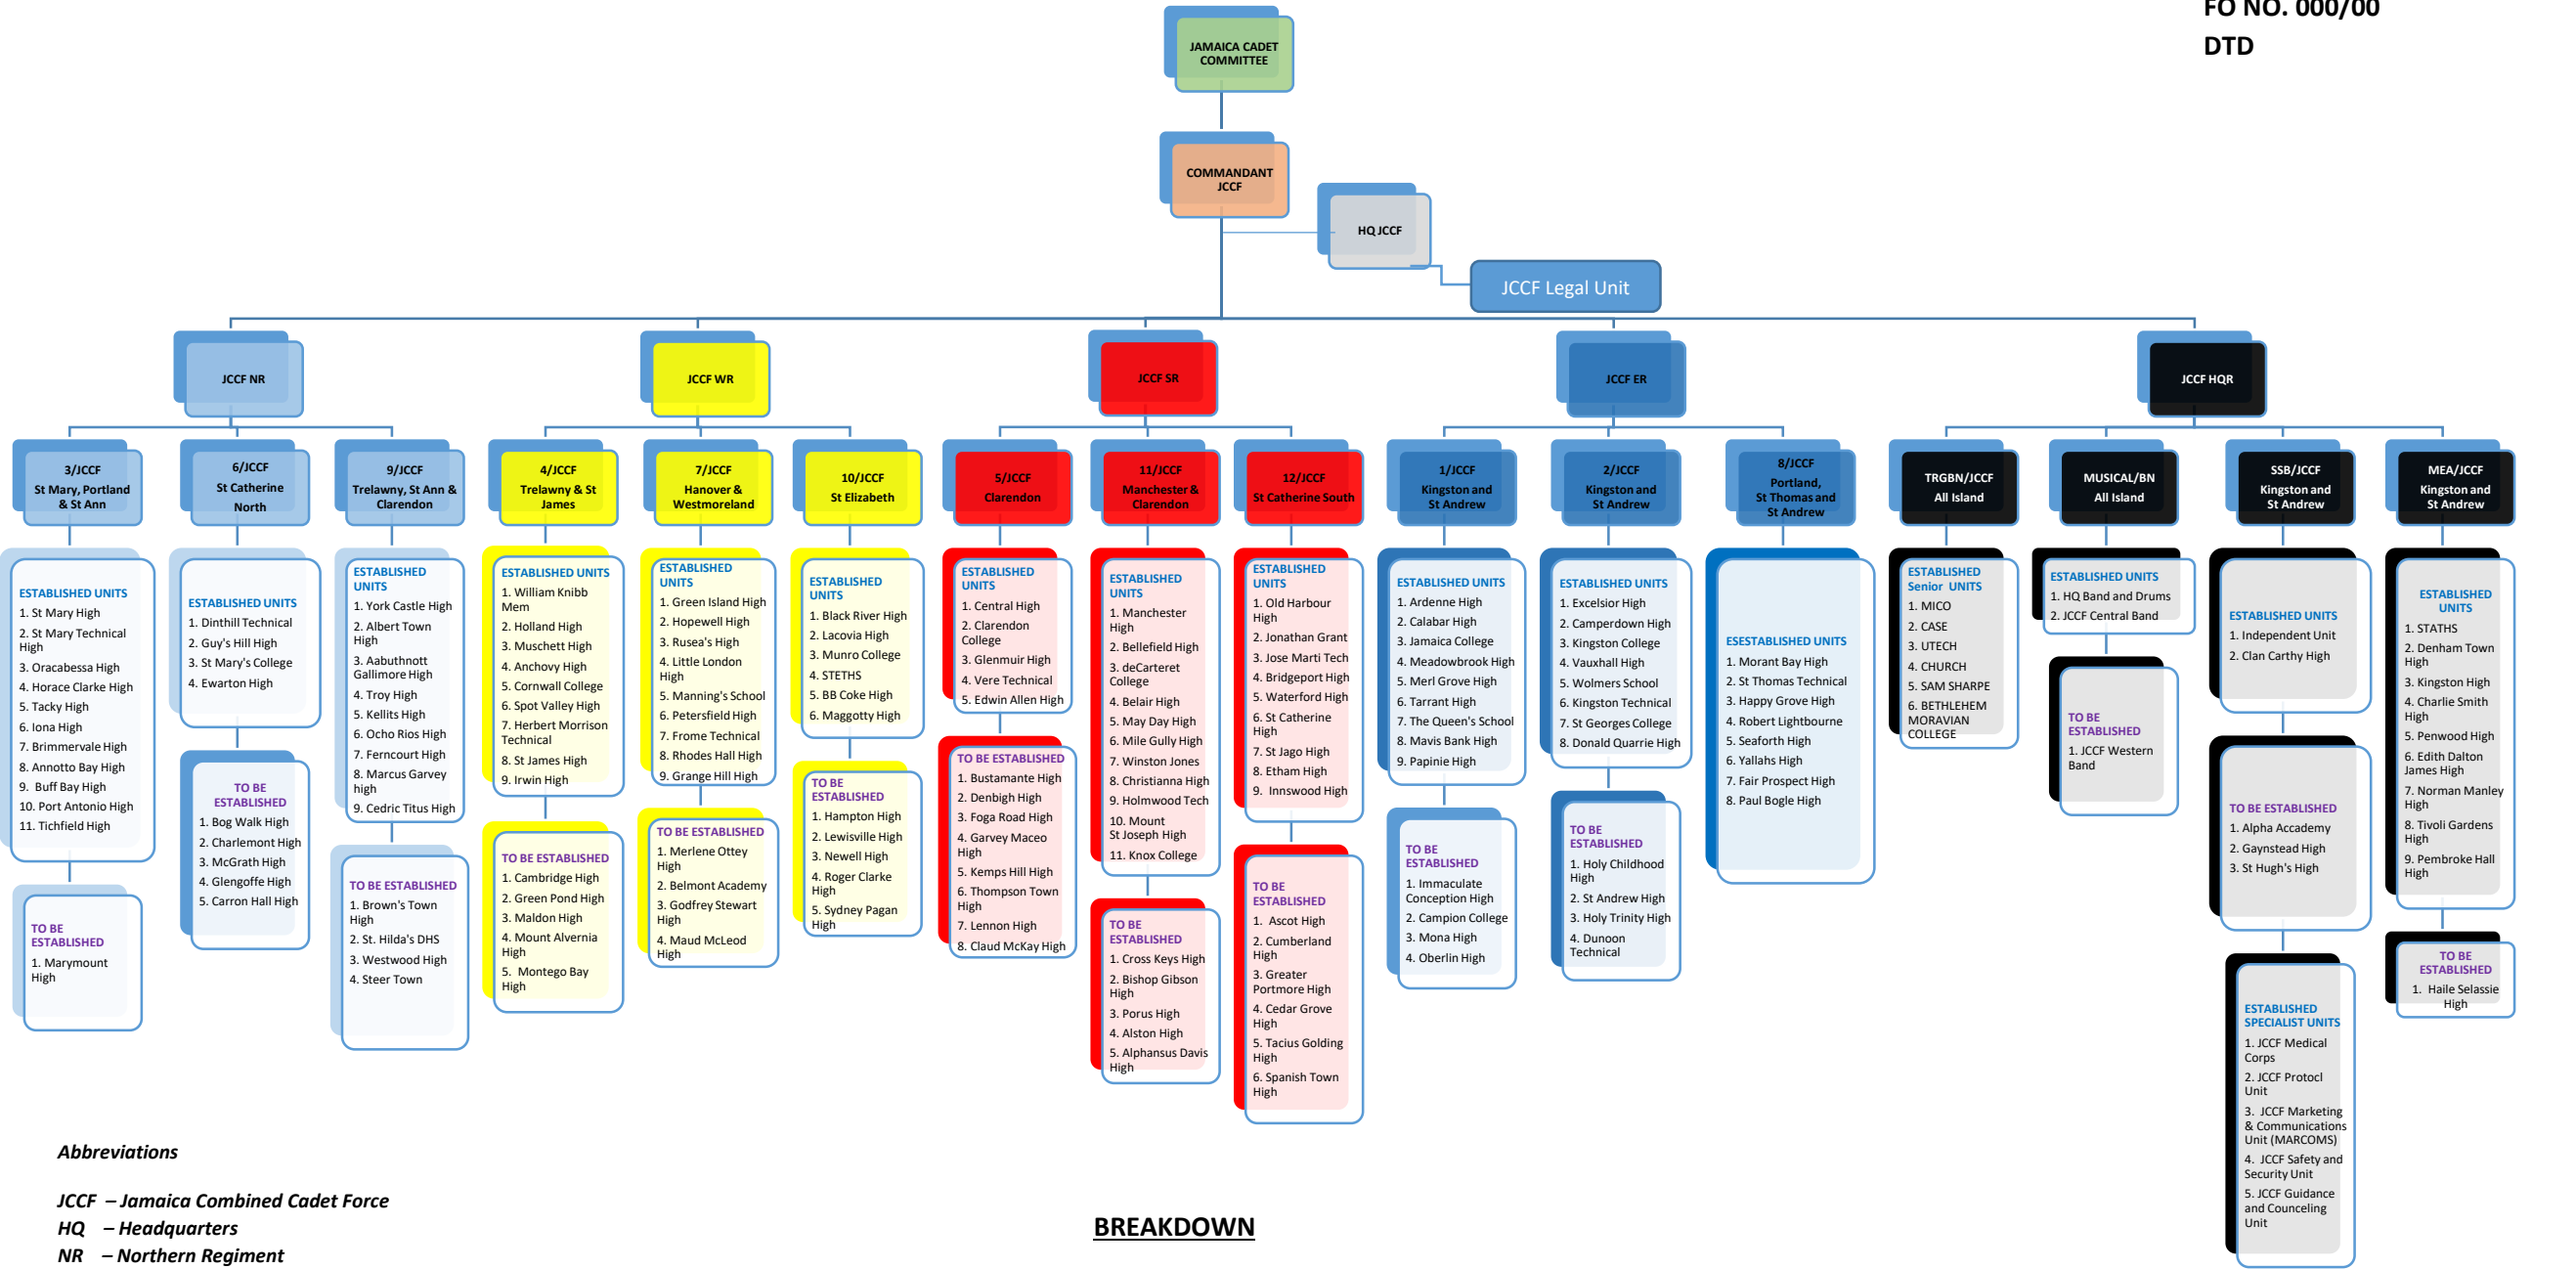 FO NO. 000/00
DTD
JAMAICA CADET
COMMITTEE
COMMANDANT
JCCF
HQ JCCF
JCCF Legal Unit
JCCF NR
JCCF WR
JCCF SR
JCCF ER
JCCF HQR
3/JCCF
St Mary, Portland
& St Ann
6/JCCF
St Catherine
North
9/JCCF
Trelawny, St Ann &
Clarendon
4/JCCF
Trelawny & St
James
7/JCCF
Hanover &
Westmoreland
10/JCCF
St Elizabeth
5/JCCF
Clarendon
11/JCCF
Manchester &
Clarendon
12/JCCF
St Catherine South
1/JCCF
Kingston and
St Andrew
2/JCCF
Kingston and
St Andrew
8/JCCF
Portland,
St Thomas and
St Andrew
TRGBN/JCCF
All Island
MUSICAL/BN
All Island
SSB/JCCF
Kingston and
St Andrew
MEA/JCCF
Kingston and
St Andrew
ESTABLISHED UNITS
1. St Mary High
2. St Mary Technical
High
3. Oracabessa High
4. Horace Clarke High
5. Tacky High
6. Iona High
7. Brimmervale High
8. Annotto Bay High
9. Buff Bay High
10. Port Antonio High
11. Tichfield High
TO BE
ESTABLISHED
1. Marymount
High
ESTABLISHED UNITS
1. Dinthill Technical
2. Guy's Hill High
3. St Mary's College
4. Ewarton High
TO BE
ESTABLISHED
1. Bog Walk High
2. Charlemont High
3. McGrath High
4. Glengoffe High
5. Carron Hall High
ESTABLISHED
UNITS
1. York Castle High
2. Albert Town
High
3. Aabuthnott
Gallimore High
4. Troy High
5. Kellits High
6. Ocho Rios High
7. Ferncourt High
8. Marcus Garvey
high
9. Cedric Titus High
TO BE ESTABLISHED
1. Brown's Town
High
2. St. Hilda's DHS
3. Westwood High
4. Steer Town
ESTABLISHED UNITS
1. William Knibb
Mem
2. Holland High
3. Muschett High
4. Anchovy High
5. Cornwall College
6. Spot Valley High
7. Herbert Morrison
Technical
8. St James High
9. Irwin High
TO BE ESTABLISHED
1. Cambridge High
2. Green Pond High
3. Maldon High
4. Mount Alvernia
High
5. Montego Bay
High
ESTABLISHED
UNITS
1. Green Island High
2. Hopewell High
3. Rusea's High
4. Little London
High
5. Manning's School
6. Petersfield High
7. Frome Technical
8. Rhodes Hall High
9. Grange Hill High
TO BE ESTABLISHED
1. Merlene Ottey
High
2. Belmont Academy
3. Godfrey Stewart
High
4. Maud McLeod
High
ESTABLISHED
UNITS
1. Black River High
2. Lacovia High
3. Munro College
4. STETHS
5. BB Coke High
6. Maggotty High
TO BE
ESTABLISHED
1. Hampton High
2. Lewisville High
3. Newell High
4. Roger Clarke
High
5. Sydney Pagan
High
ESTABLISHED
UNITS
1. Central High
2. Clarendon
College
3. Glenmuir High
4. Vere Technical
5. Edwin Allen High
TO BE ESTABLISHED
1. Bustamante High
2. Denbigh High
3. Foga Road High
4. Garvey Maceo
High
5. Kemps Hill High
6. Thompson Town
High
7. Lennon High
8. Claud McKay High
ESTABLISHED
UNITS
1. Manchester
High
2. Bellefield High
3. deCarteret
College
4. Belair High
5. May Day High
6. Mile Gully High
7. Winston Jones
8. Christianna High
9. Holmwood Tech
10. Mount
St Joseph High
11. Knox College
TO BE
ESTABLISHED
1. Cross Keys High
2. Bishop Gibson
High
3. Porus High
4. Alston High
5. Alphansus Davis
High
ESTABLISHED
UNITS
1. Old Harbour
High
2. Jonathan Grant
3. Jose Marti Tech
4. Bridgeport High
5. Waterford High
6. St Catherine
High
7. St Jago High
8. Etham High
9. Innswood High
TO BE
ESTABLISHED
1. Ascot High
2. Cumberland
High
3. Greater
Portmore High
4. Cedar Grove
High
5. Tacius Golding
High
6. Spanish Town
High
ESTABLISHED UNITS
1. Ardenne High
2. Calabar High
3. Jamaica College
4. Meadowbrook High
5. Merl Grove High
6. Tarrant High
7. The Queen's School
8. Mavis Bank High
9. Papinie High
TO BE
ESTABLISHED
1. Immaculate
Conception High
2. Campion College
3. Mona High
4. Oberlin High
ESTABLISHED UNITS
1. Excelsior High
2. Camperdown High
3. Kingston College
4. Vauxhall High
5. Wolmers School
6. Kingston Technical
7. St Georges College
8. Donald Quarrie High
TO BE
ESTABLISHED
1. Holy Childhood
High
2. St Andrew High
3. Holy Trinity High
4. Dunoon
Technical
ESESTABLISHED UNITS
1. Morant Bay High
2. St Thomas Technical
3. Happy Grove High
4. Robert Lightbourne
5. Seaforth High
6. Yallahs High
7. Fair Prospect High
8. Paul Bogle High
ESTABLISHED
Senior UNITS
1. MICO
2. CASE
3. UTECH
4. CHURCH
5. SAM SHARPE
6. BETHLEHEM
MORAVIAN
COLLEGE
ESTABLISHED UNITS
1. HQ Band and Drums
2. JCCF Central Band
TO BE
ESTABLISHED
1. JCCF Western
Band
ESTABLISHED UNITS
1. Independent Unit
2. Clan Carthy High
TO BE ESTABLISHED
1. Alpha Accademy
2. Gaynstead High
3. St Hugh's High
ESTABLISHED
SPECIALIST UNITS
1. JCCF Medical
Corps
2. JCCF Protocl
Unit
3. JCCF Marketing
& Communications
Unit (MARCOMS)
4. JCCF Safety and
Security Unit
5. JCCF Guidance
and Counceling
Unit
ESTABLISHED
UNITS
1. STATHS
2. Denham Town
High
3. Kingston High
4. Charlie Smith
High
5. Penwood High
6. Edith Dalton
James High
7. Norman Manley
High
8. Tivoli Gardens
High
9. Pembroke Hall
High
TO BE
ESTABLISHED
1. Haile Selassie
High
Abbreviations
JCCF – Jamaica Combined Cadet Force
HQ – Headquarters
NR – Northern Regiment
BREAKDOWN